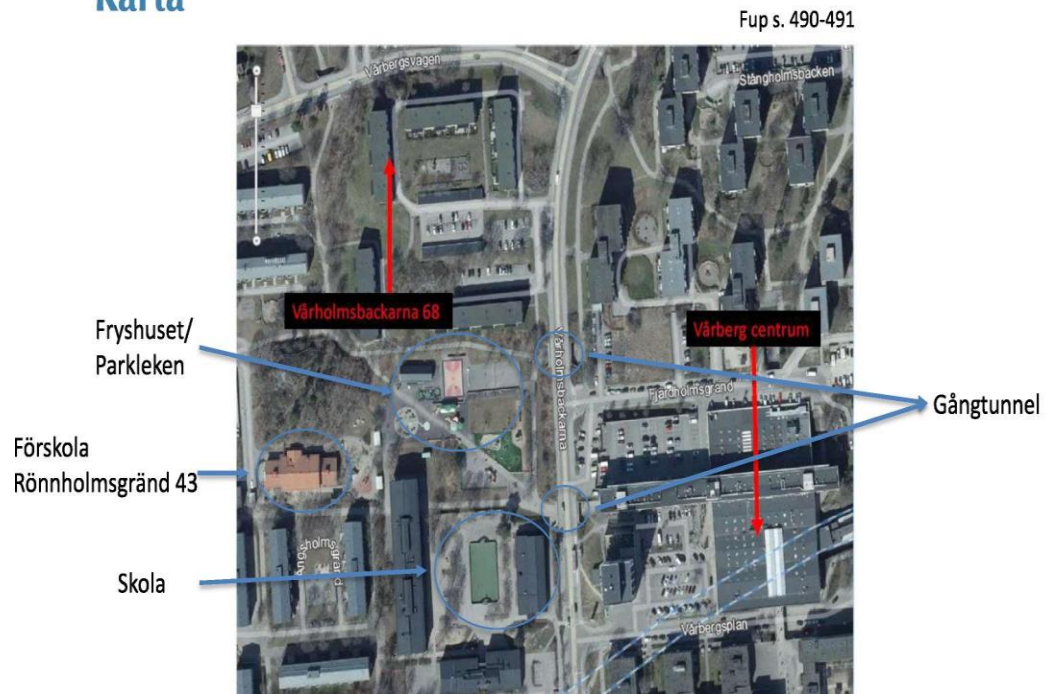 Karta
Fup s. 490-491
Vårbergsvägen
Stångholmsbacken
Vårholmsbackarna 68
Vårberg centrum
Fryshuset/
Parkleken
Vårholmsbackarna
Fjärdholmsgränd
Gångtunnel
Förskola
Rönnholmsgränd 43
Skola
Vårbergsplan